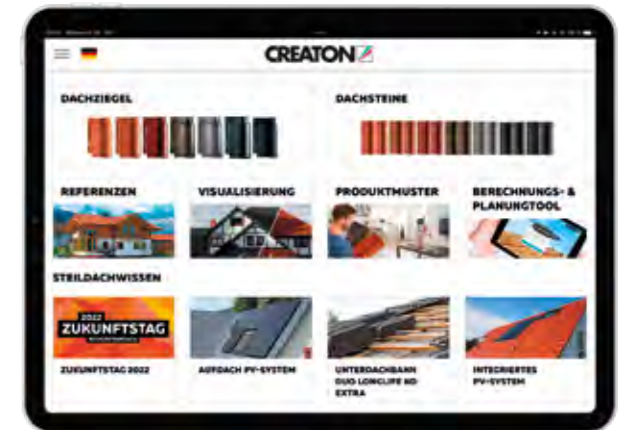 CREATON
DACHZIEGEL
DACHSTEINE
REFERENZEN
VISUALISIERUNG
PRODUKTMUSTER
BERECHNUNGS- &
PLANUNGTOOL
STEILDACHWISSEN
2022
ZUKUNFTSTAG
ZUKUNFTSTAG 2022
AUFDACH PV-SYSTEM
UNTERDACHBAHN
DUO LONGLIFE ND
EXTRA
INTEGRIERTES
PV-SYSTEM